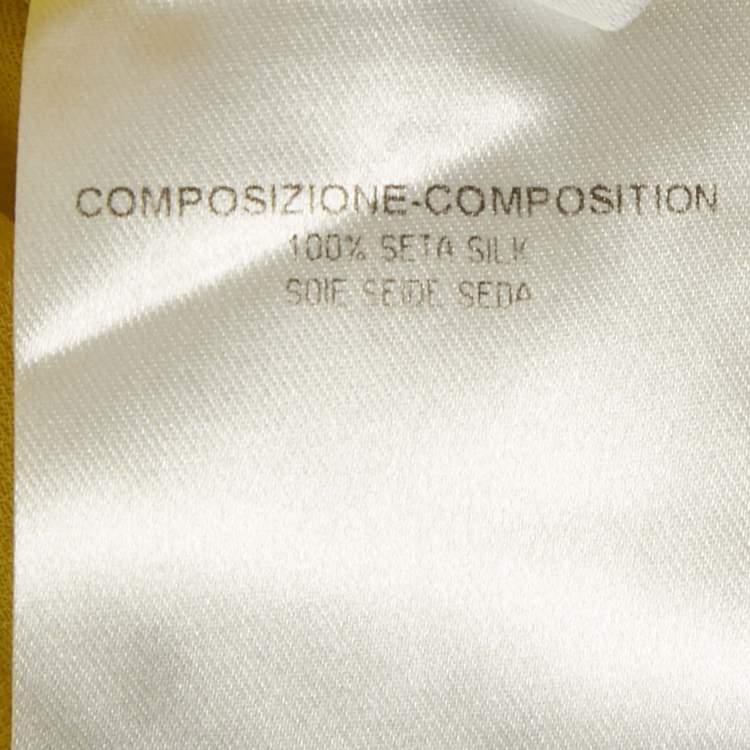 COMPOSIZIONE-COMPOSITION
100% SETA SILK
SOIE SEIDE SEDA